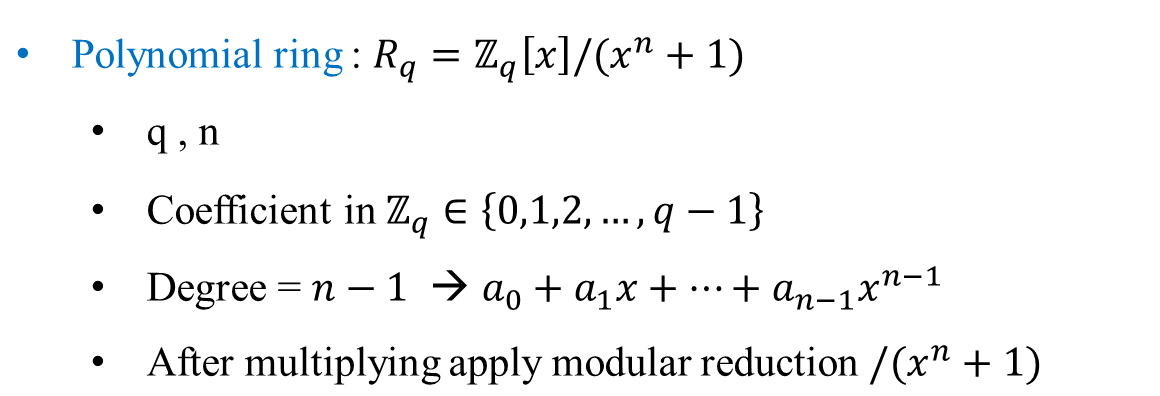 • Polynomial ring : R_q = ℤ_q[x]/(x^n + 1)
• q , n
• Coefficient in ℤ_q ∈ {0,1,2, … , q − 1}
• Degree = n − 1 → a_0 + a_1x + ⋯ + a_{n−1}x^{n−1}
• After multiplying apply modular reduction /(x^n + 1)